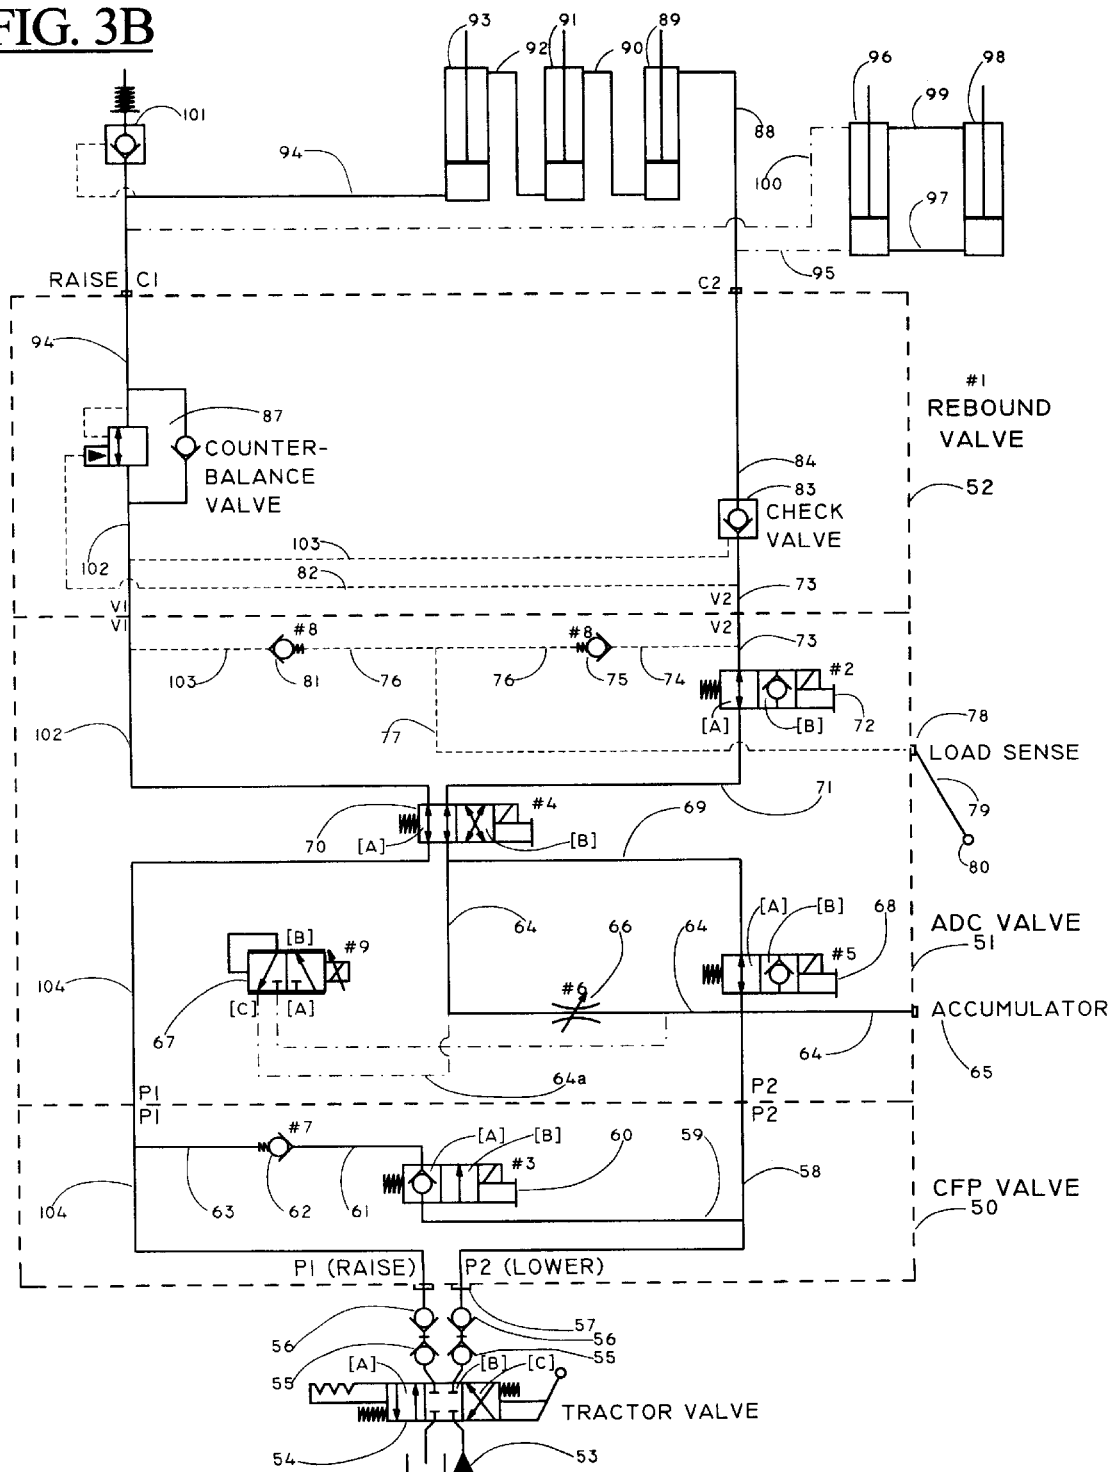 FIG. 3B
93
92
91
90
89
96
98
99
101
88
94
100
97
95
RAISE C1
C2
94
#1
REBOUND
VALVE
87
COUNTER-
BALANCE
VALVE
84
83
CHECK
VALVE
52
103
102
82
73
V1
V2
V1
V2
#8
#8
73
103
81
76
76
75
74
#2
[A]
[B]
72
78
102
77
LOAD SENSE
79
80
71
#4
69
70
[A]
[B]
[A]
[B]
68
64
66
64
ADC VALVE
51
[B]
#9
#5
104
#6
[C]
[A]
67
ACCUMULATOR
64
65
64a
P1
P2
P1
P2
#7
[A]
[B]
60
59
#3
58
CFP VALVE
50
104
63
62
61
P1 (RAISE)
P2 (LOWER)
57
56
56
55
55
[A]
[B]
[C]
TRACTOR VALVE
54
53